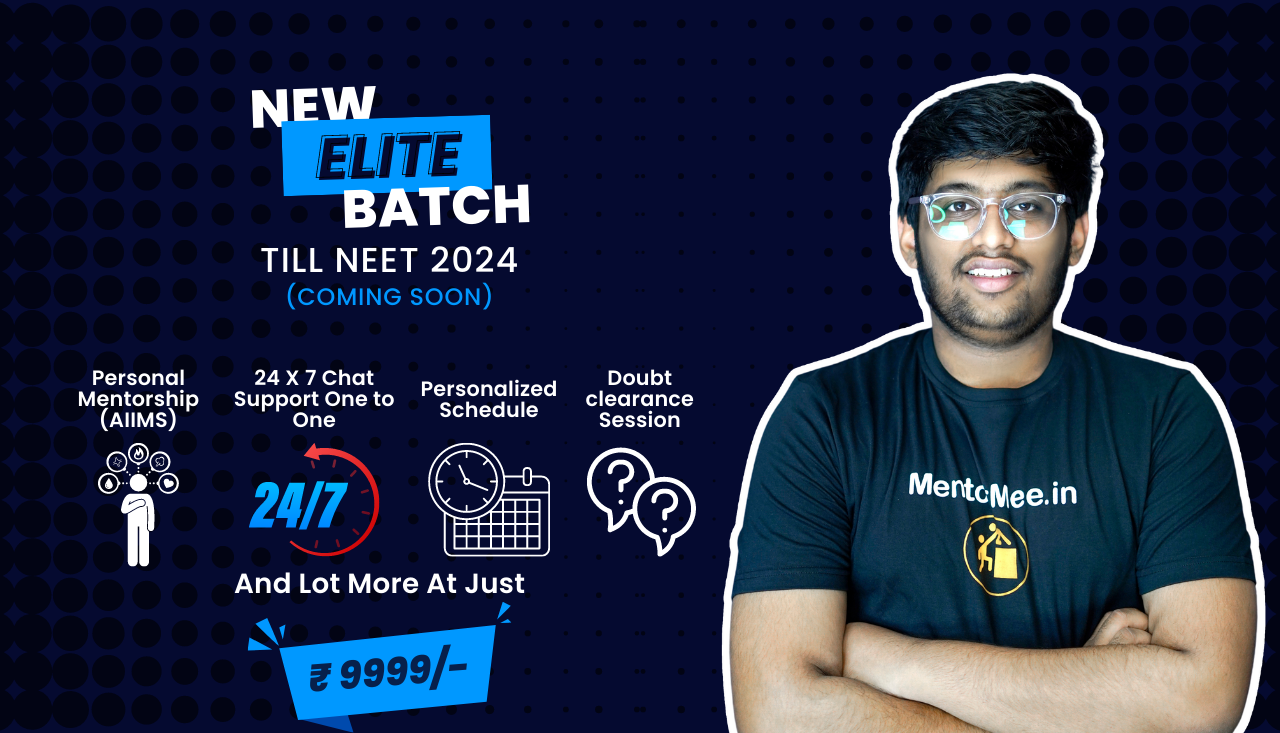 NEW
ELITE
BATCH
TILL NEET 2024
(COMING SOON)
Personal
Mentorship
(AIIMS)
24 X 7 Chat
Support One to
One
Personalized
Schedule
Doubt
clearance
Session
24/7
? ?
And Lot More At Just
₹ 9999/-
MentoMee.in